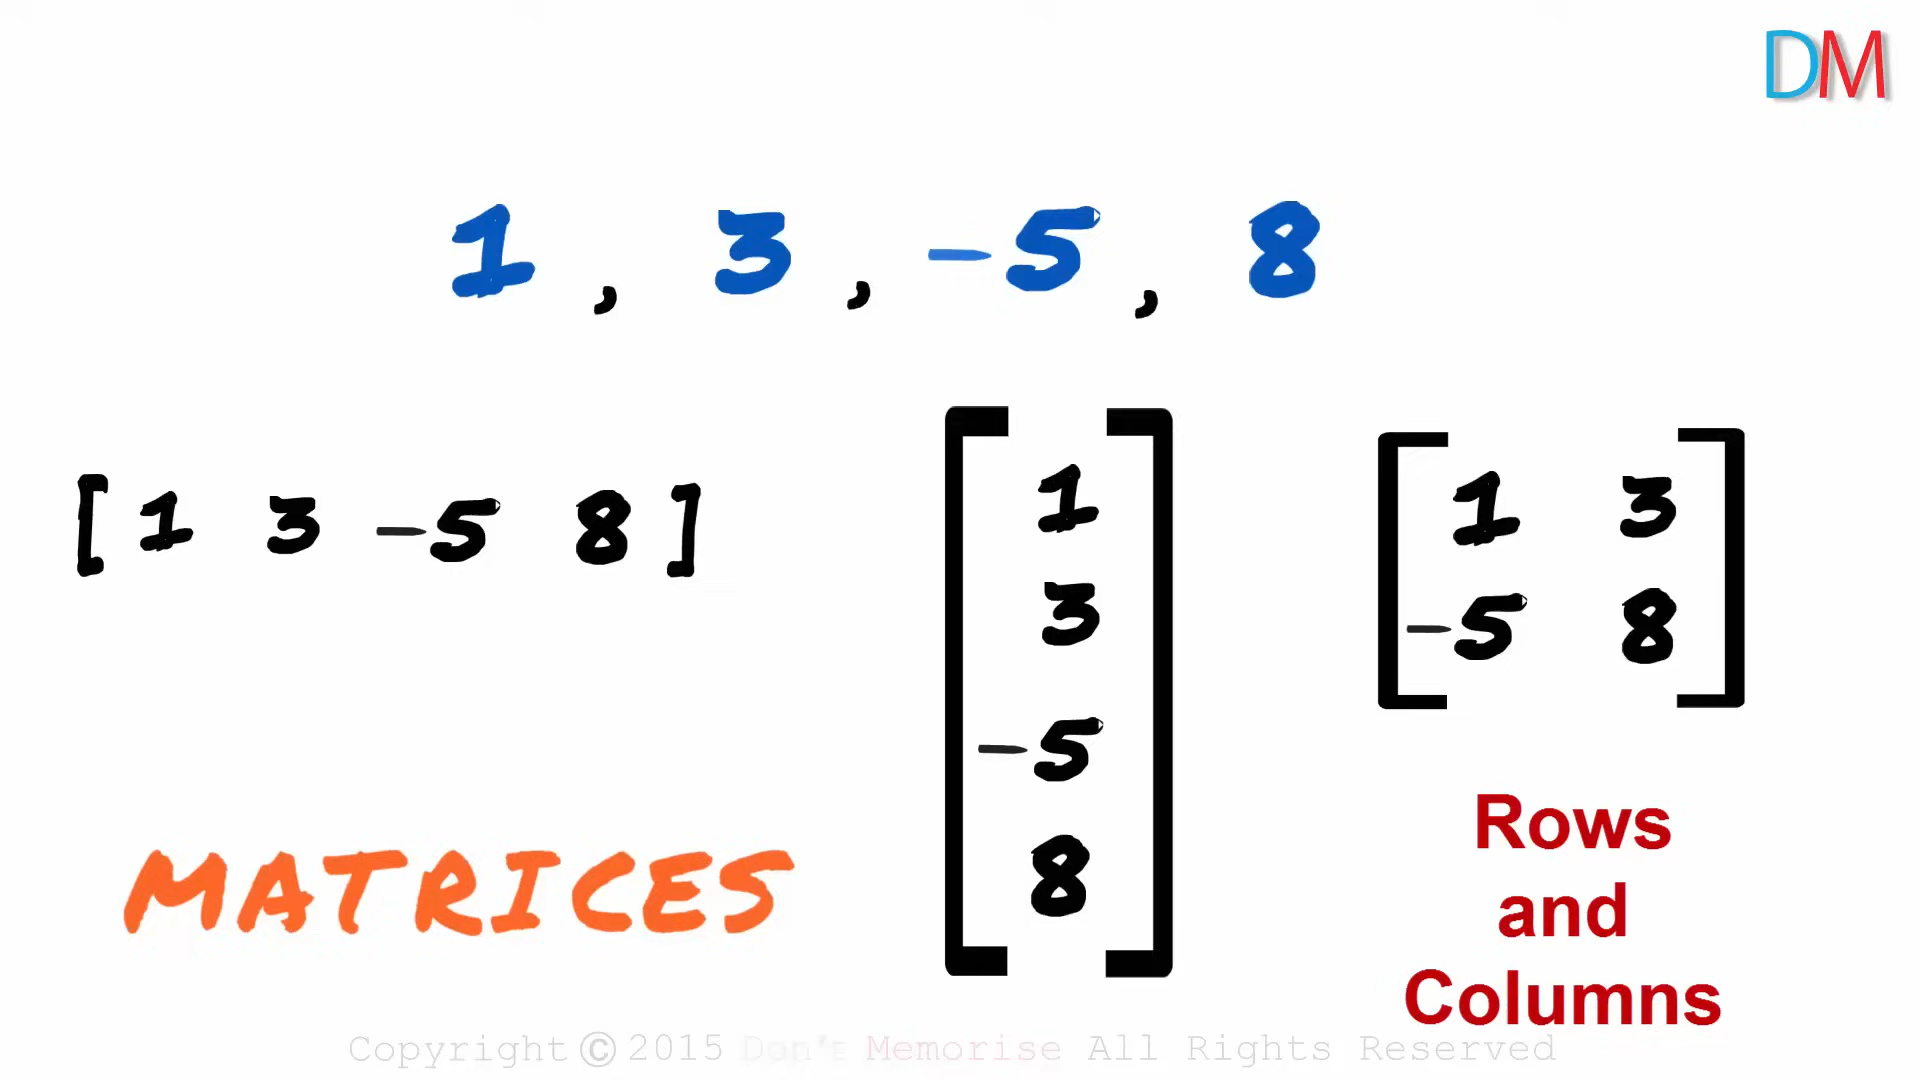 DM
1 , 3 , -5 , 8
[ 1 3 -5 8 ]
1
3
-5
8
1 3
-5 8
MATRICES
Rows
and
Columns
Copyright © 2015 Don't Memorise All Rights Reserved